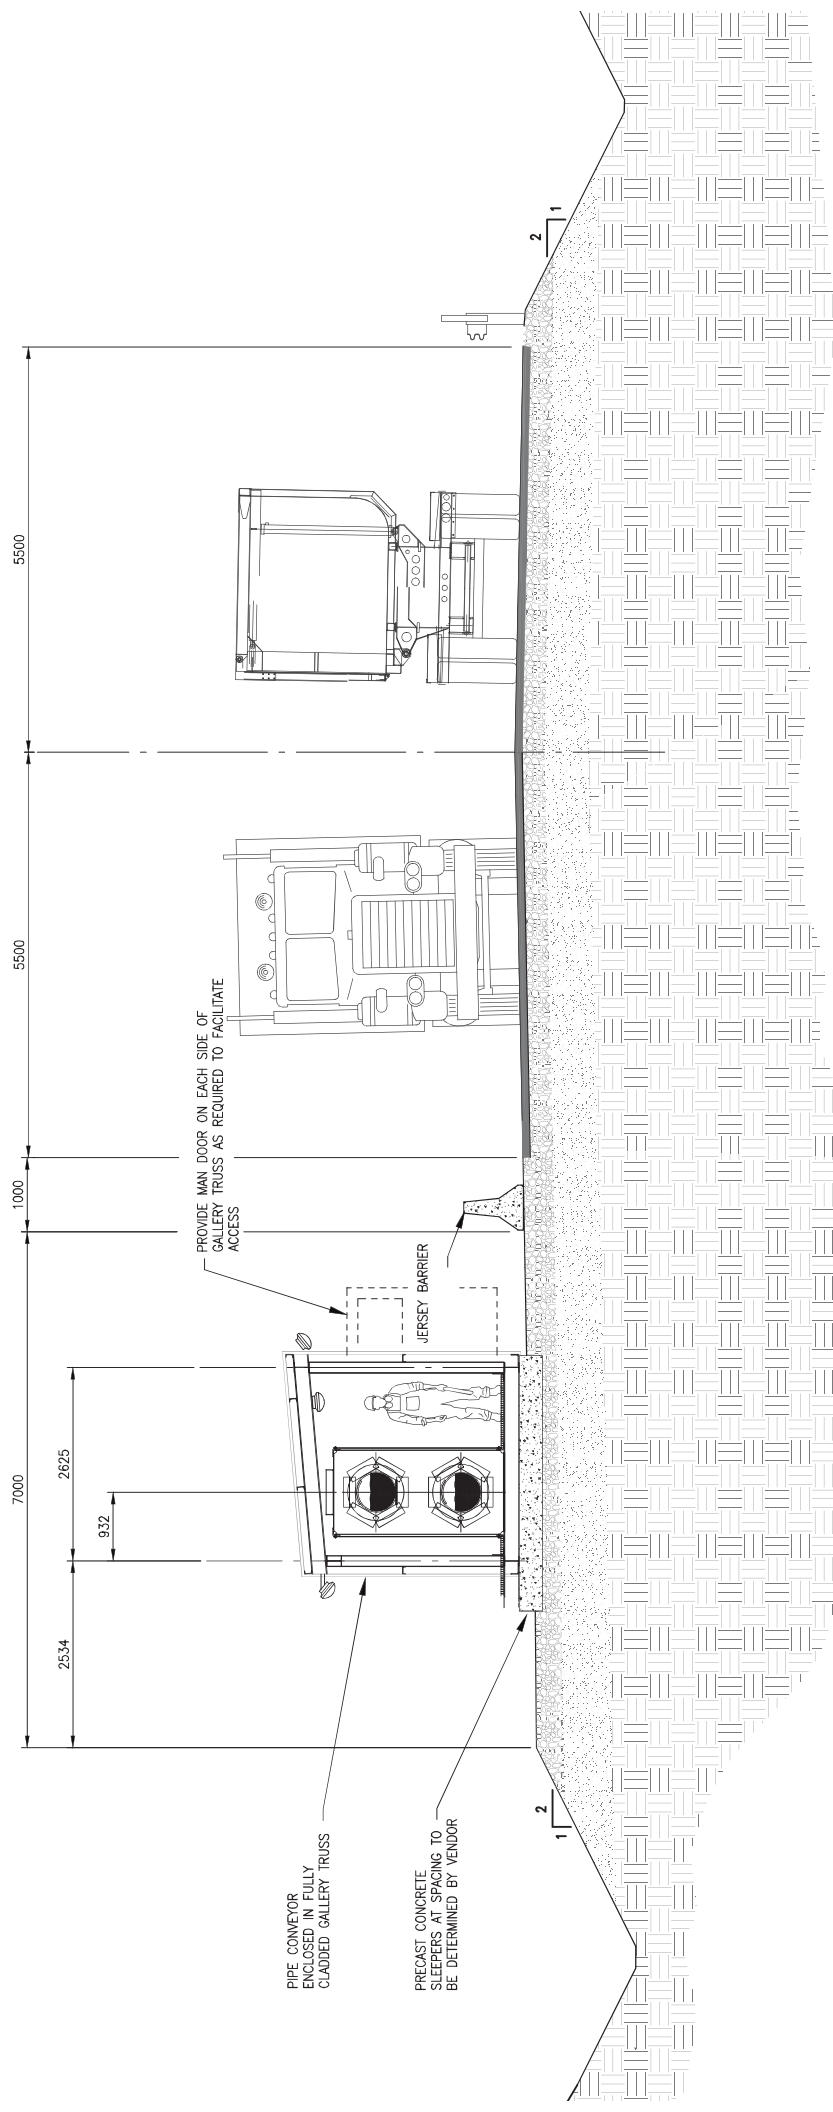 7000
1000
5500
5500
2534
2625
932
PIPE CONVEYOR
ENCLOSED IN FULLY
CLADDED GALLERY TRUSS
PRECAST CONCRETE
SLEEPERS AT SPACING TO
BE DETERMINED BY VENDOR
PROVIDE MAN DOOR ON EACH SIDE OF
GALLERY TRUSS AS REQUIRED TO FACILITATE
ACCESS
JERSEY BARRIER
2
1
2
1